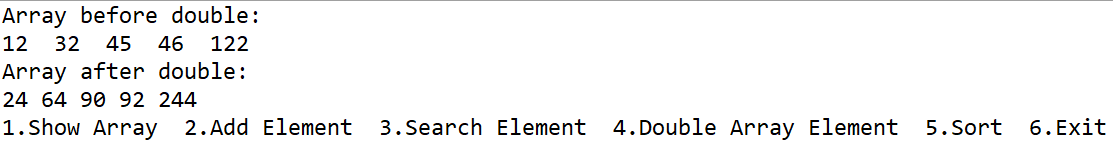 Array before double:
12  32  45  46  122
Array after double:
24 64 90 92 244
1.Show Array  2.Add Element  3.Search Element  4.Double Array Element  5.Sort  6.Exit